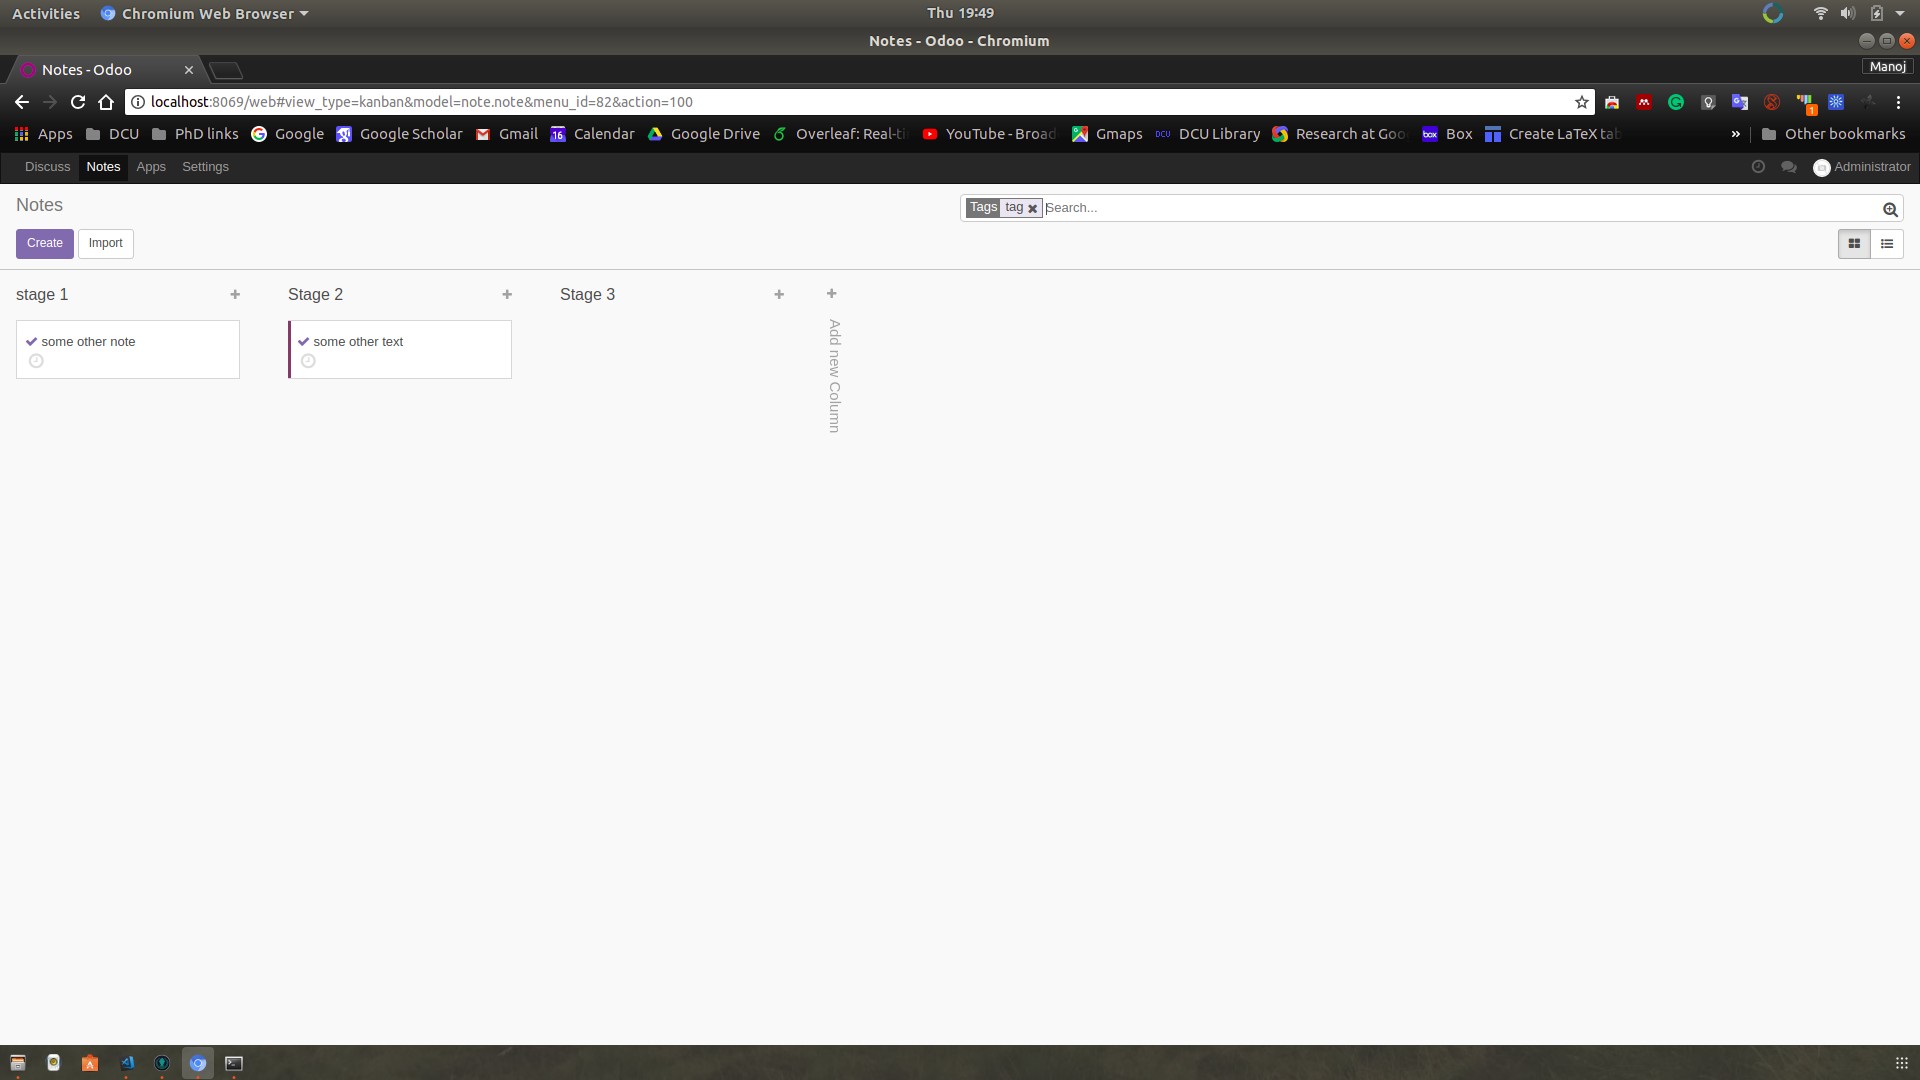 Activities Chromium Web Browser Thu 19:49
Notes - Odoo - Chromium
Notes - Odoo Manoj
localhost:8069/web#view_type=kanban&model=note.note&menu_id=82&action=100
Apps DCU PhD links Google Google Scholar Gmail 16 Calendar Google Drive Overleaf: Real-ti YouTube - Broad Gmaps DCU DCU Library Research at Goo box Box Create LaTeX tab » Other bookmarks
Discuss Notes Apps Settings Administrator
Notes Tags tag Search...
Create Import
stage 1 Stage 2 Stage 3
some other note some other text
Add new Column